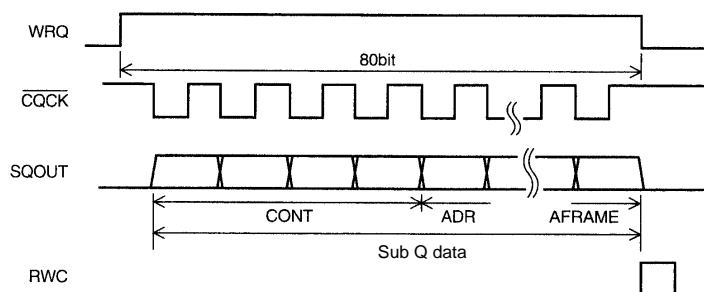 WRQ
80bit
CQCK
SQOUT
CONT
ADR
AFRAME
Sub Q data
RWC